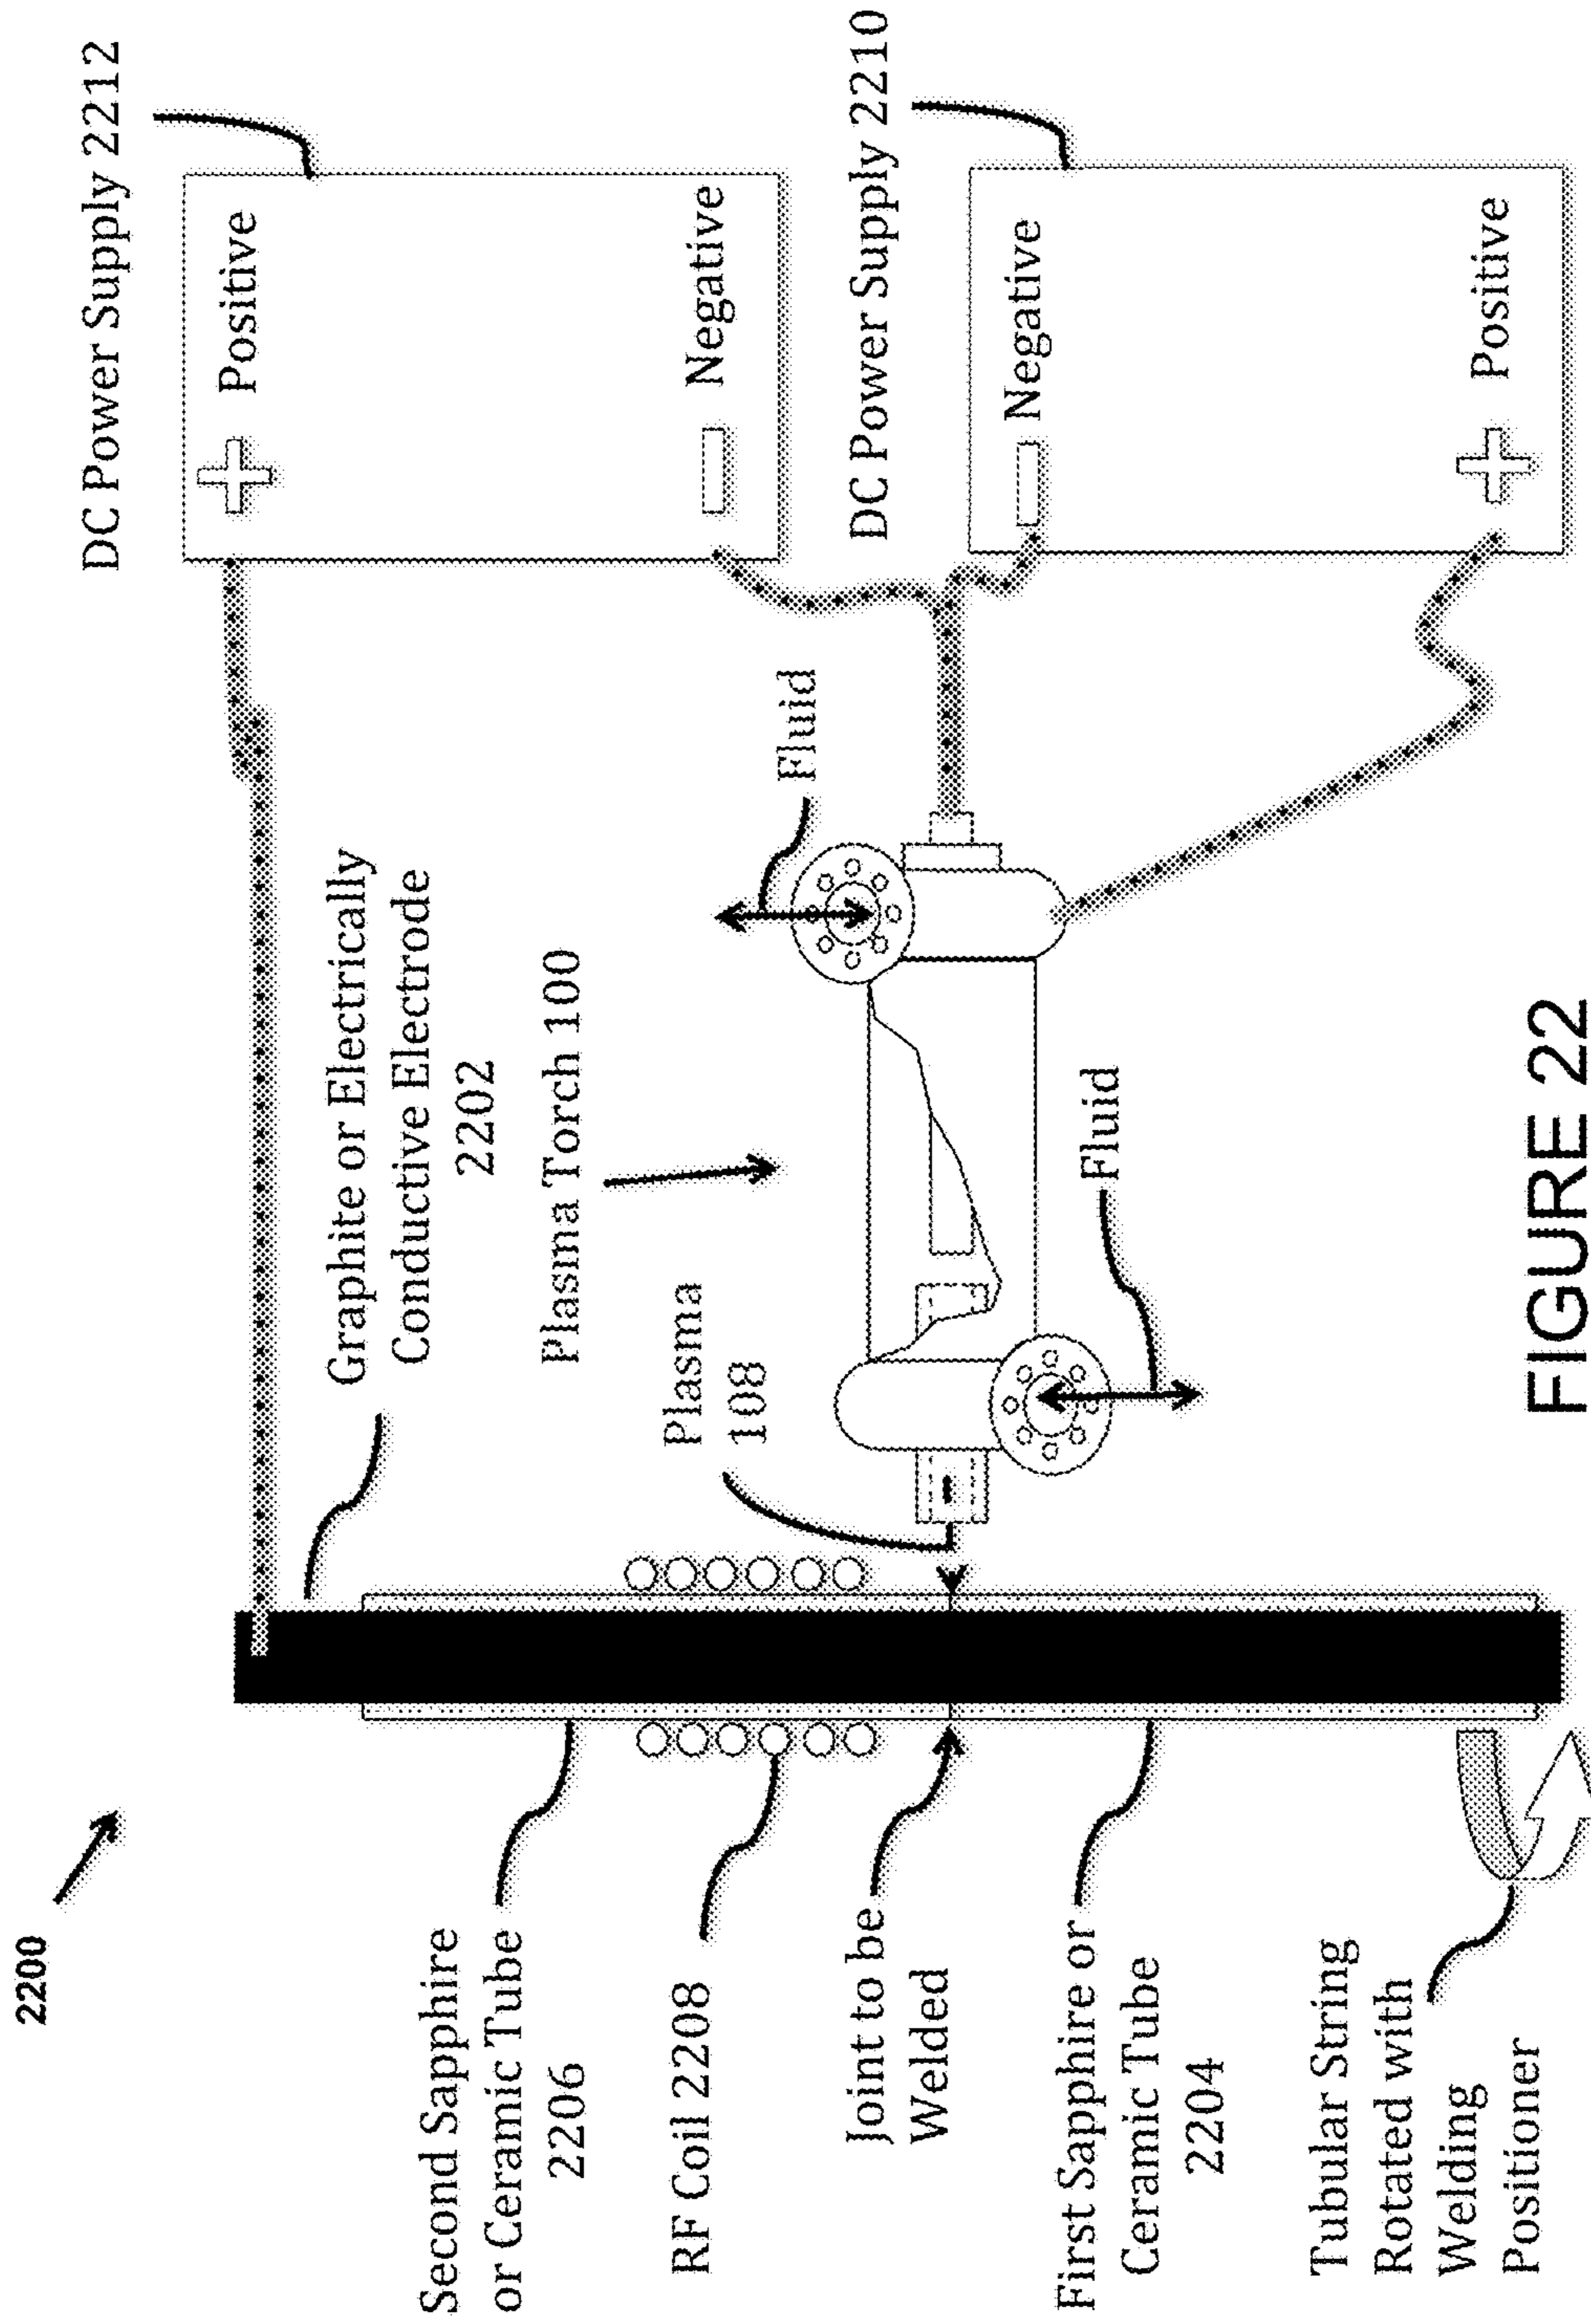 2200
Second Sapphire
or Ceramic Tube
2206
RF Coil 2208
Joint to be
Welded
First Sapphire or
Ceramic Tube
2204
Tubular String
Rotated with
Welding
Positioner
Graphite or Electrically
Conductive Electrode
2202
Plasma Torch 100
Plasma
108
Fluid
Fluid
DC Power Supply 2212
Positive
Negative
DC Power Supply 2210
Negative
Positive
FIGURE 22